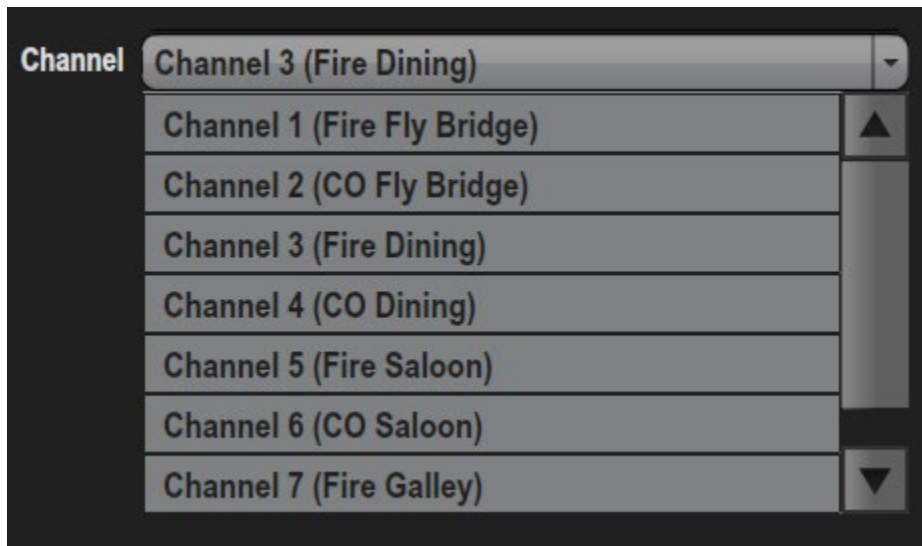 Channel Channel 3 (Fire Dining)
Channel 1 (Fire Fly Bridge)
Channel 2 (CO Fly Bridge)
Channel 3 (Fire Dining)
Channel 4 (CO Dining)
Channel 5 (Fire Saloon)
Channel 6 (CO Saloon)
Channel 7 (Fire Galley)